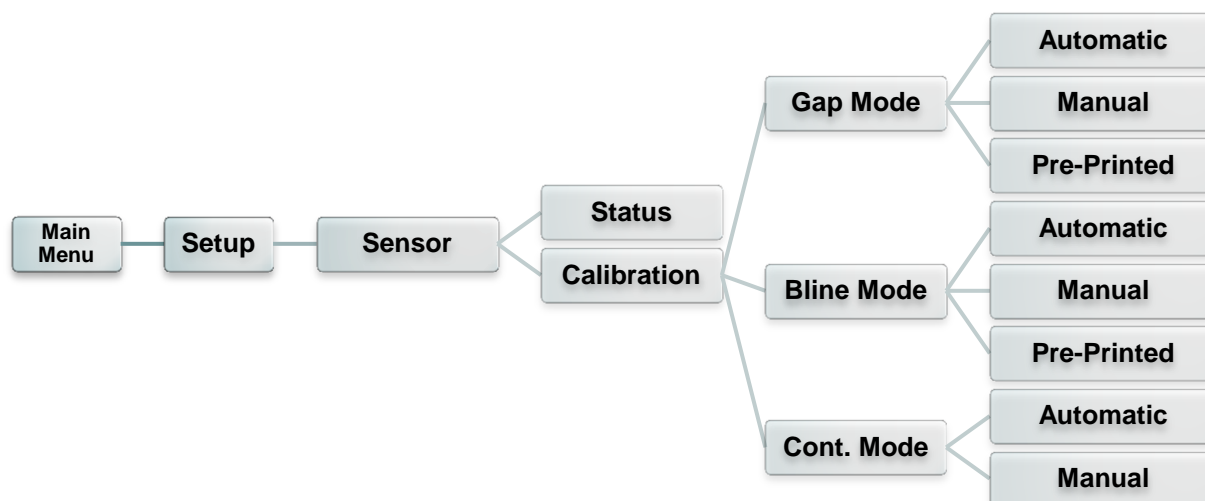 Main
Menu
Setup
Sensor
Status
Calibration
Gap Mode
Automatic
Manual
Pre-Printed
Bline Mode
Automatic
Manual
Pre-Printed
Cont. Mode
Automatic
Manual